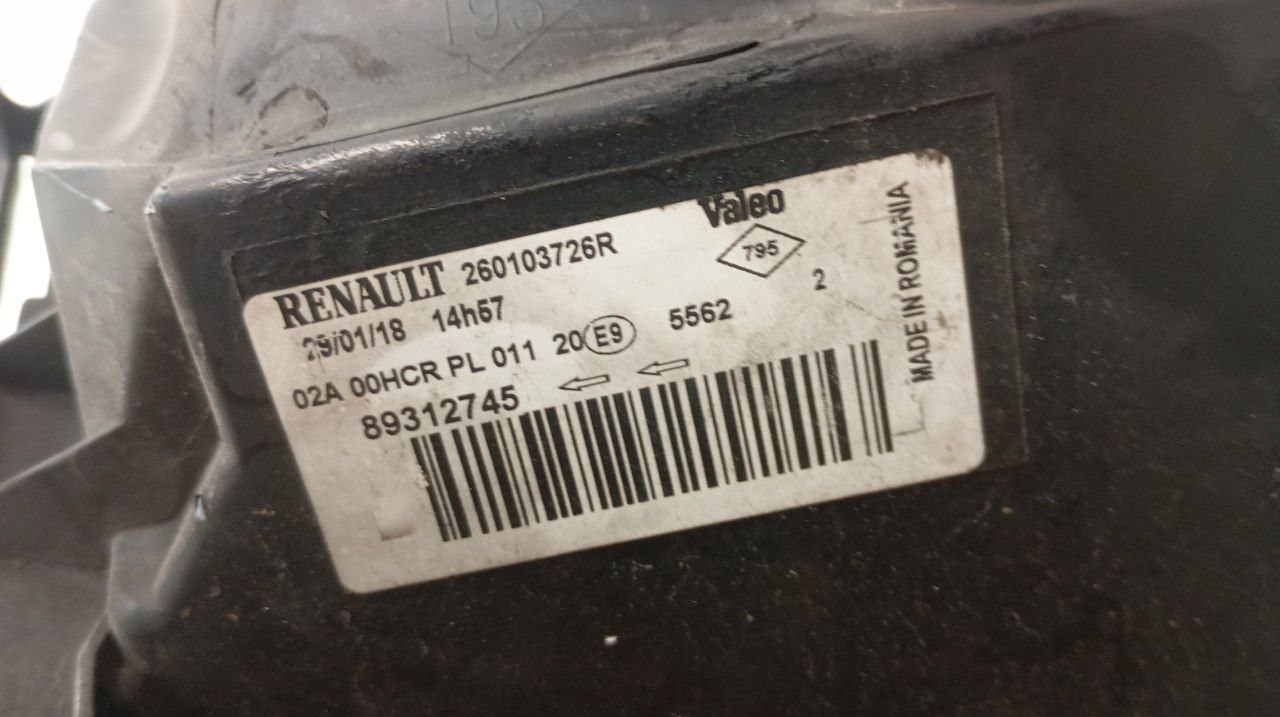 195
Valeo
RENAULT 260103726R
795
29/01/18 14h57
2
02A 00HCR PL 011 20 E9 5562
89312745
MADE IN ROMANIA